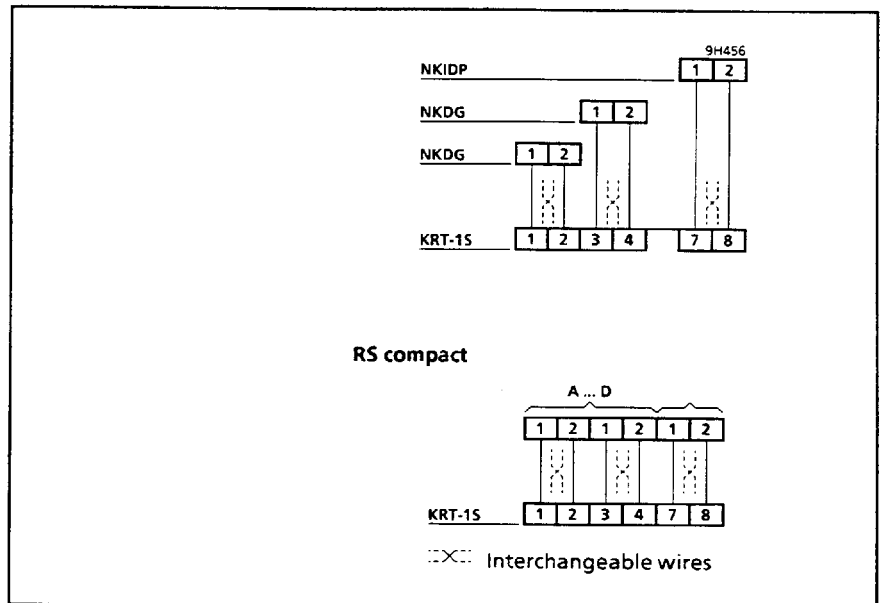 9H456
NKIDP 1 2
NKDG 1 2
NKDG 1 2
KRT-1S 1 2 3 4 7 8
RS compact
A ... D
1 2 1 2 1 2
KRT-1S 1 2 3 4 7 8
Interchangeable wires